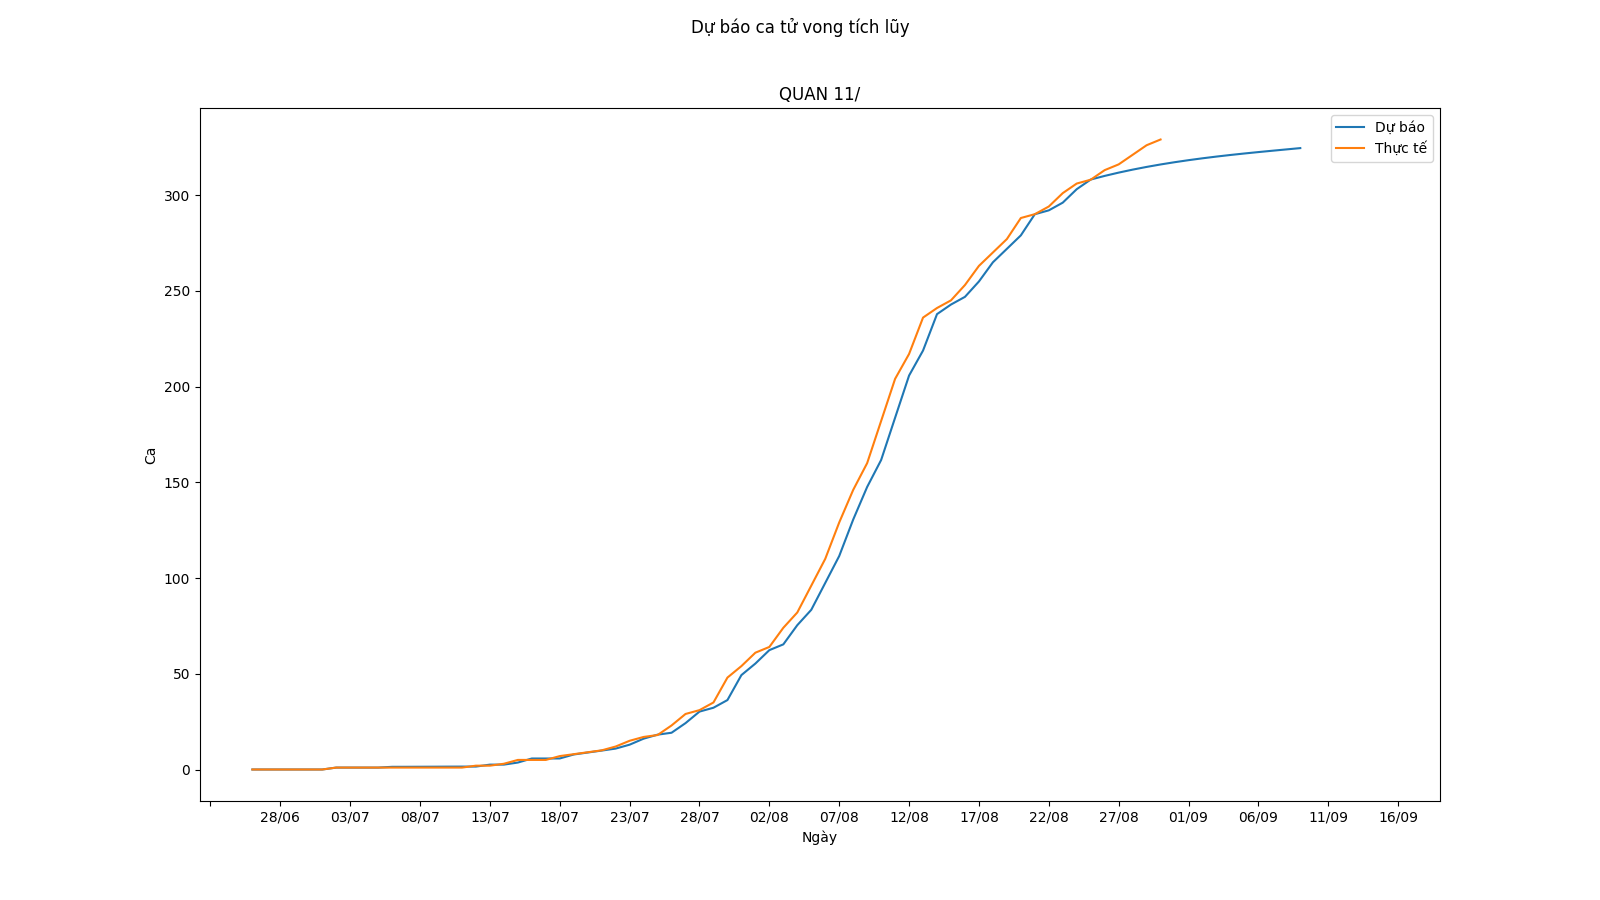 Dự báo ca tử vong tích lũy
QUAN 11/
Dự báo
Thực tế
300
250
200
150
100
50
0
Ca
28/06 03/07 08/07 13/07 18/07 23/07 28/07 02/08 07/08 12/08 17/08 22/08 27/08 01/09 06/09 11/09 16/09
Ngày